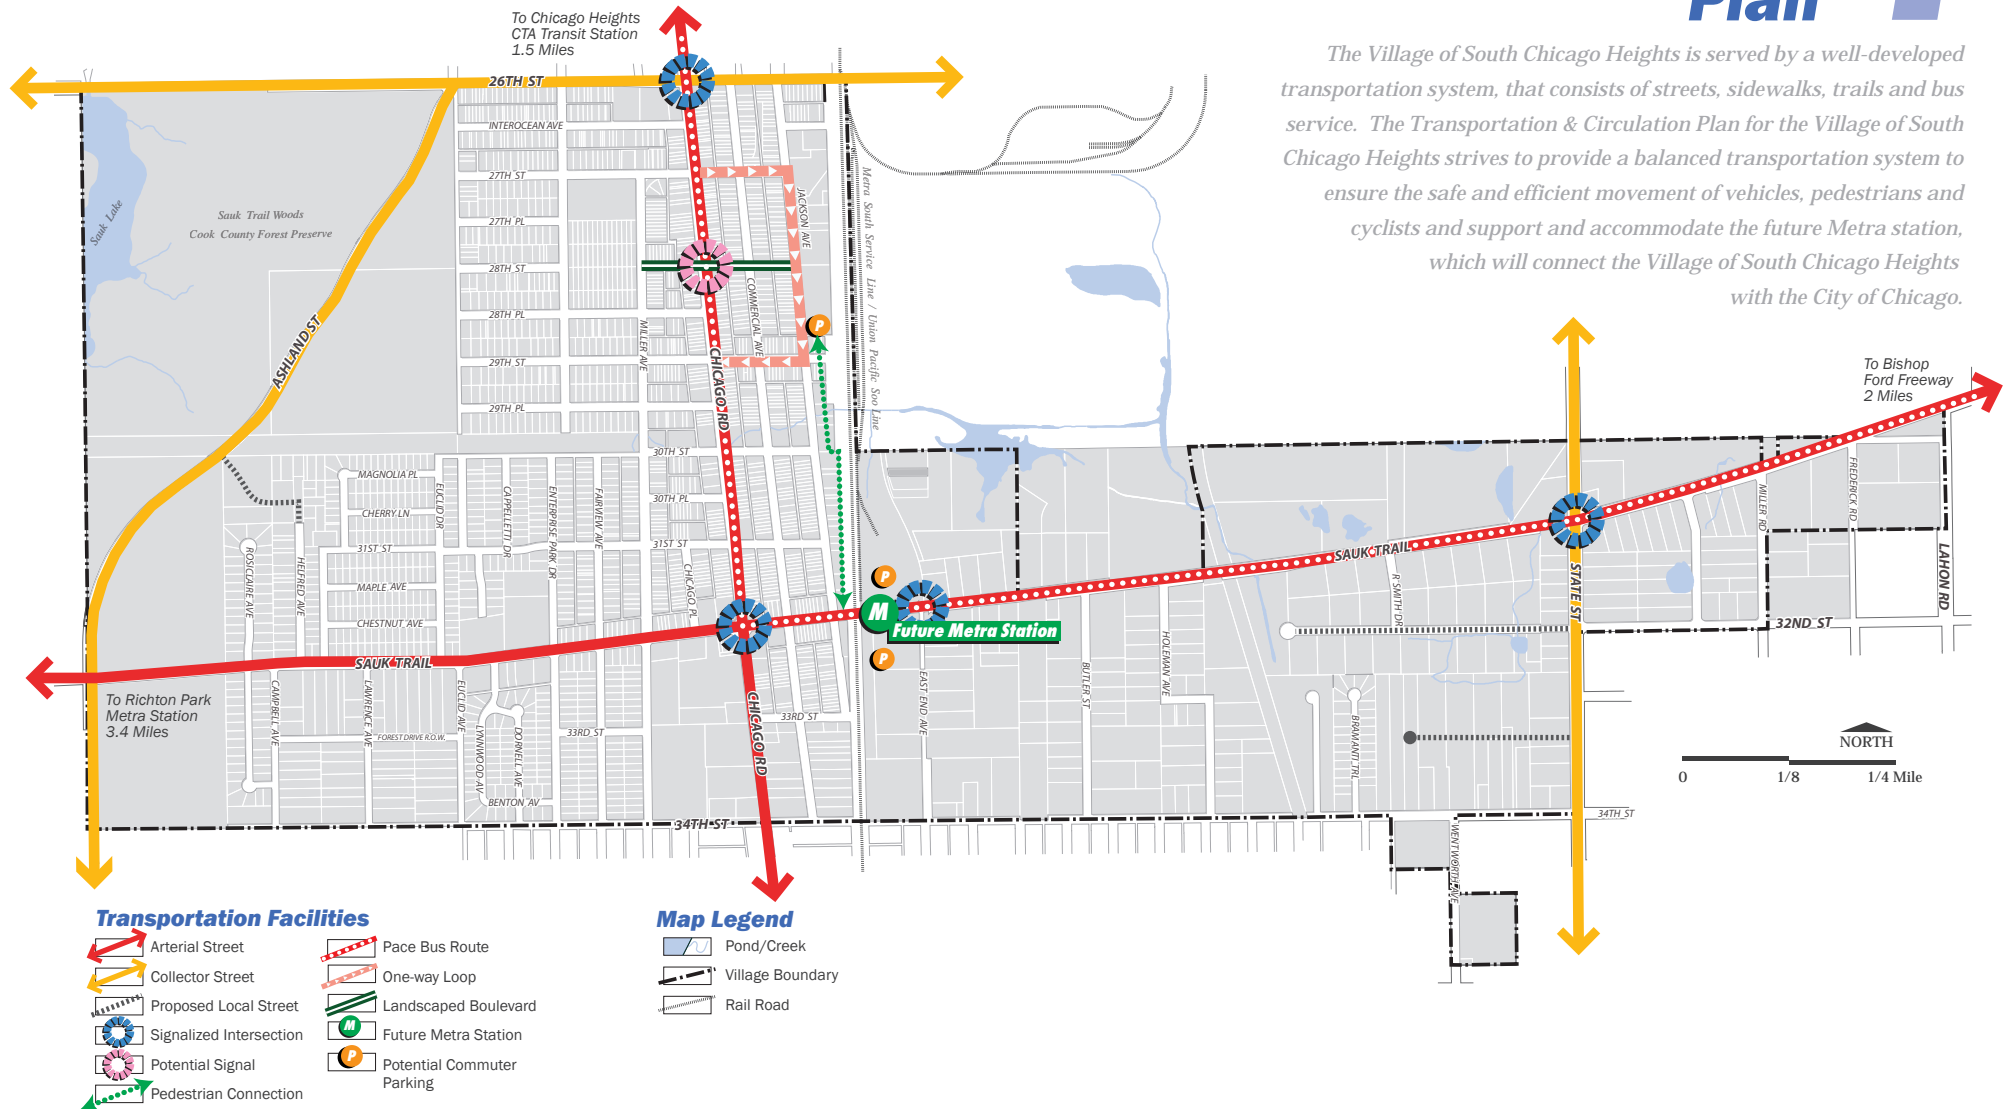 Plan
The Village of South Chicago Heights is served by a well-developed
transportation system, that consists of streets, sidewalks, trails and bus
service. The Transportation & Circulation Plan for the Village of South
Chicago Heights strives to provide a balanced transportation system to
ensure the safe and efficient movement of vehicles, pedestrians and
cyclists and support and accommodate the future Metra station,
which will connect the Village of South Chicago Heights
with the City of Chicago.
To Chicago Heights
CTA Transit Station
1.5 Miles
26TH ST
INTEROCEAN AVE
27TH ST
27TH PL
28TH ST
28TH PL
29TH ST
29TH PL
30TH ST
30TH PL
31ST ST
Sauk Lake
Sauk Trail Woods
Cook County Forest Preserve
ASHLAND ST
JACKSON AVE
COMMERCIAL AVE
MILLER AVE
CHICAGO RD
Metra South Service Line / Union Pacific Soo Line
P
To Bishop
Ford Freeway
2 Miles
MAGNOLIA PL
CHERRY LN
31ST ST
MAPLE AVE
CHESTNUT AVE
EUCLID DR
CAPPELLETTI DR
ENTERPRISE PARK DR
FAIRVIEW AVE
CHICAGO PL
ROSICLARE AVE
HELFRED AVE
P
M
Future Metra Station
P
SAUK TRAIL
SAUK TRAIL
R SMITH DR
STATE ST
MILLER RD
FREDERICK RD
LAHON RD
32ND ST
To Richton Park
Metra Station
3.4 Miles
CAMPBELL AVE
LAWRENCE AVE
EUCLID AVE
LYNNWOOD AV
DORNELL AVE
FOREST DRIVE R.O.W.
BENTON AV
33RD ST
33RD ST
CHICAGO RD
EAST END AVE
BUTLER ST
HOLEMAN AVE
BRAMANTI TRL
34TH ST
34TH ST
WENTWORTH AVE
NORTH
0
1/8
1/4 Mile
Transportation Facilities
Arterial Street
Collector Street
Proposed Local Street
Signalized Intersection
Potential Signal
Pedestrian Connection
Pace Bus Route
One-way Loop
Landscaped Boulevard
M
Future Metra Station
P
Potential Commuter
Parking
Map Legend
Pond/Creek
Village Boundary
Rail Road